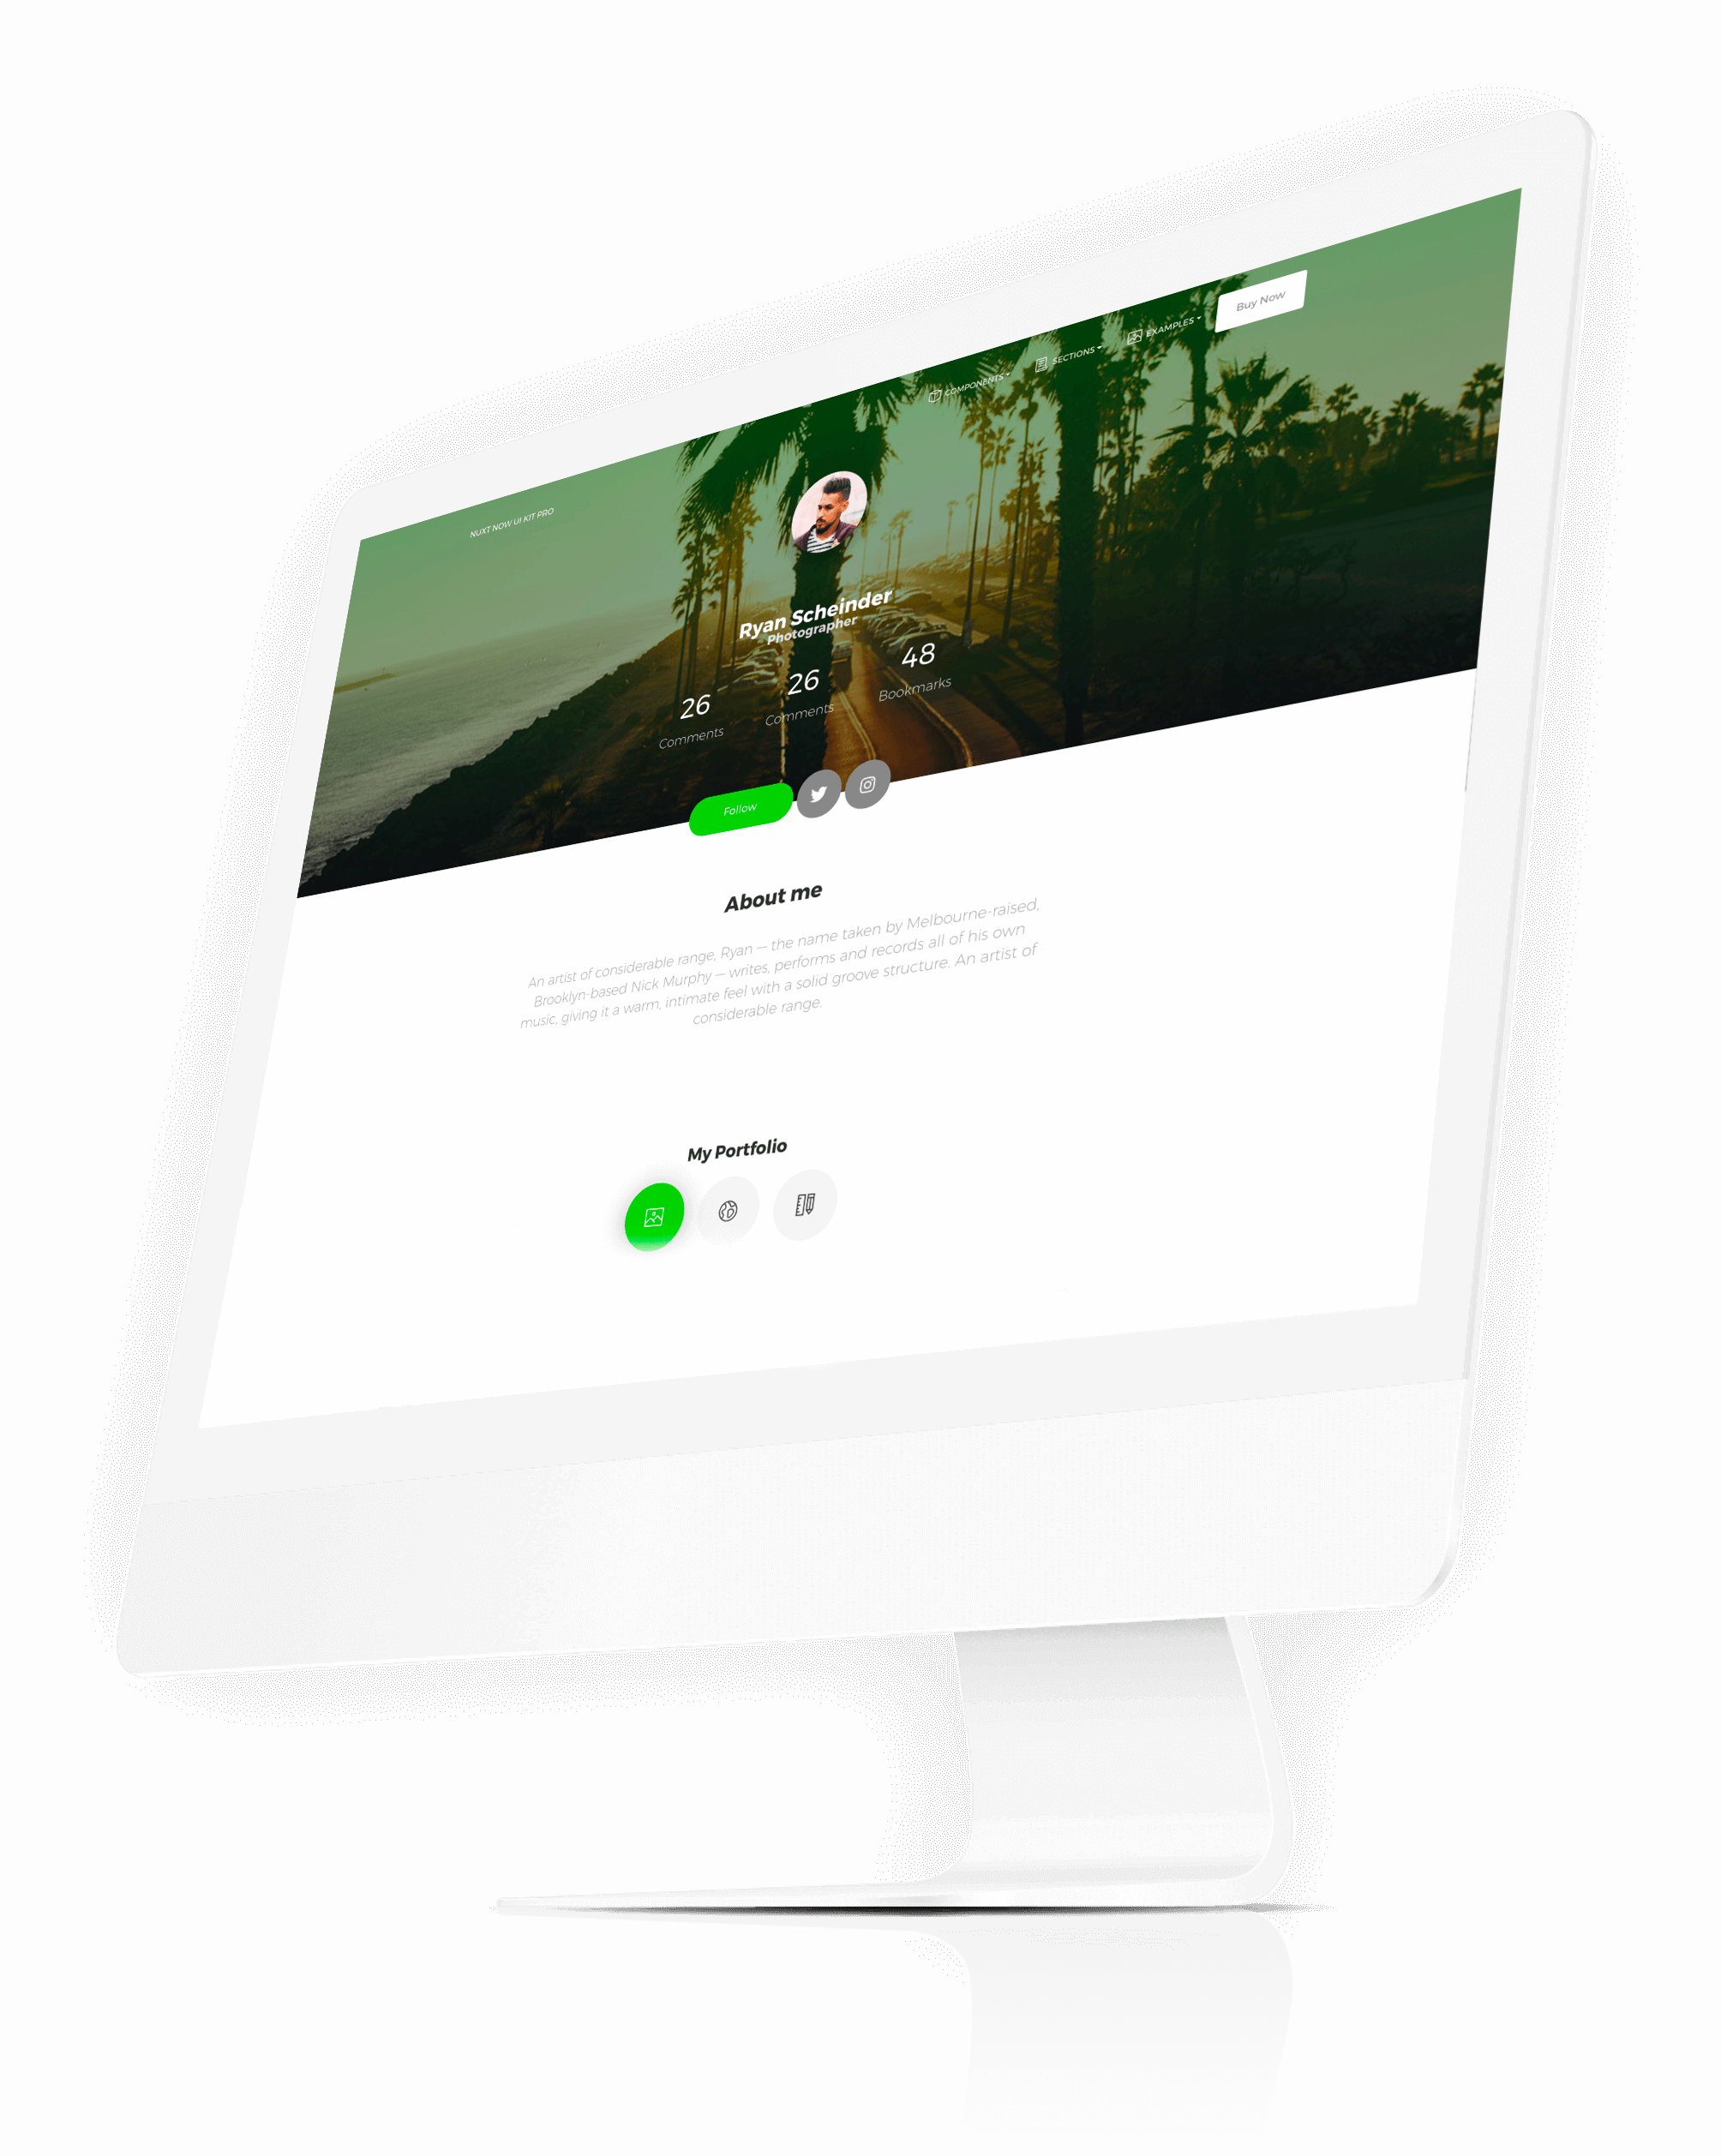 NUXT NOW UI KIT PRO
COMPONENTS
SECTIONS
EXAMPLES
Buy Now
Ryan Scheinder
Photographer
26
Comments
26
Comments
48
Bookmarks
Follow
About me
An artist of considerable range, Ryan — the name taken by Melbourne-raised,
Brooklyn-based Nick Murphy — writes, performs and records all of his own
music, giving it a warm, intimate feel with a solid groove structure. An artist of
considerable range.
My Portfolio